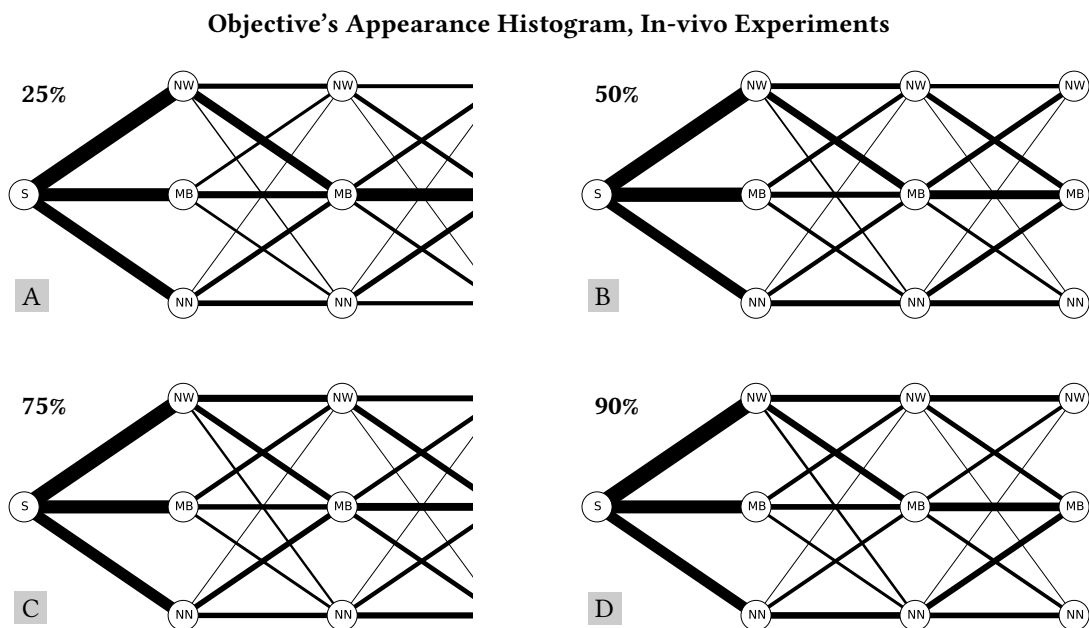 Objective’s Appearance Histogram, In-vivo Experiments
25%
NW
NW
S
MB
MB
NN
NN
A
50%
NW
NW
NW
S
MB
MB
MB
NN
NN
NN
B
75%
NW
NW
S
MB
MB
NN
NN
C
90%
NW
NW
NW
S
MB
MB
MB
NN
NN
NN
D